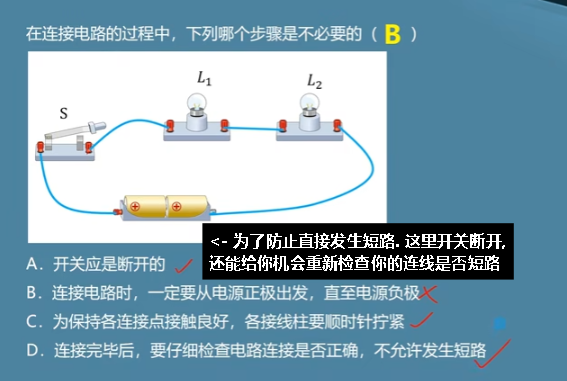 在连接电路的过程中，下列哪个步骤是不必要的（ B ）
L₁
L₂
S
<- 为了防止直接发生短路. 这里开关断开,
还能给你机会重新检查你的连线是否短路
A．开关应是断开的
B．连接电路时，一定要从电源正极出发，直至电源负极
C．为保持各连接点接触良好，各接线柱要顺时针拧紧
D．连接完毕后，要仔细检查电路连接是否正确，不允许发生短路